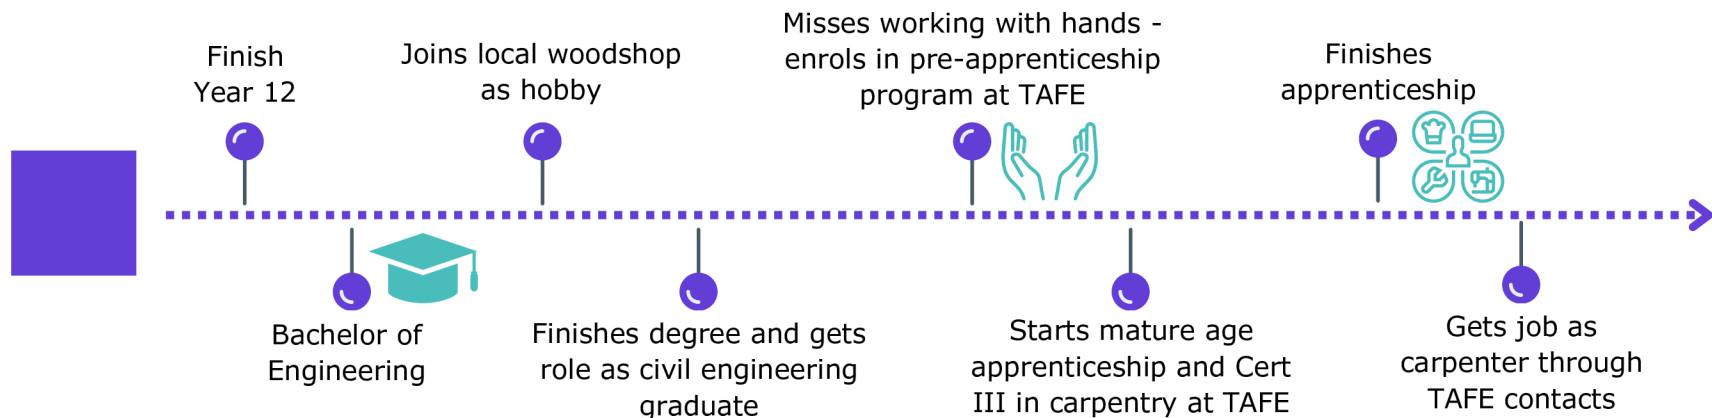 Finish
Year 12
Bachelor of
Engineering
Joins local woodshop
as hobby
Finishes degree and gets
role as civil engineering
graduate
Misses working with hands -
enrols in pre-apprenticeship
program at TAFE
Starts mature age
apprenticeship and Cert
III in carpentry at TAFE
Finishes
apprenticeship
Gets job as
carpenter through
TAFE contacts